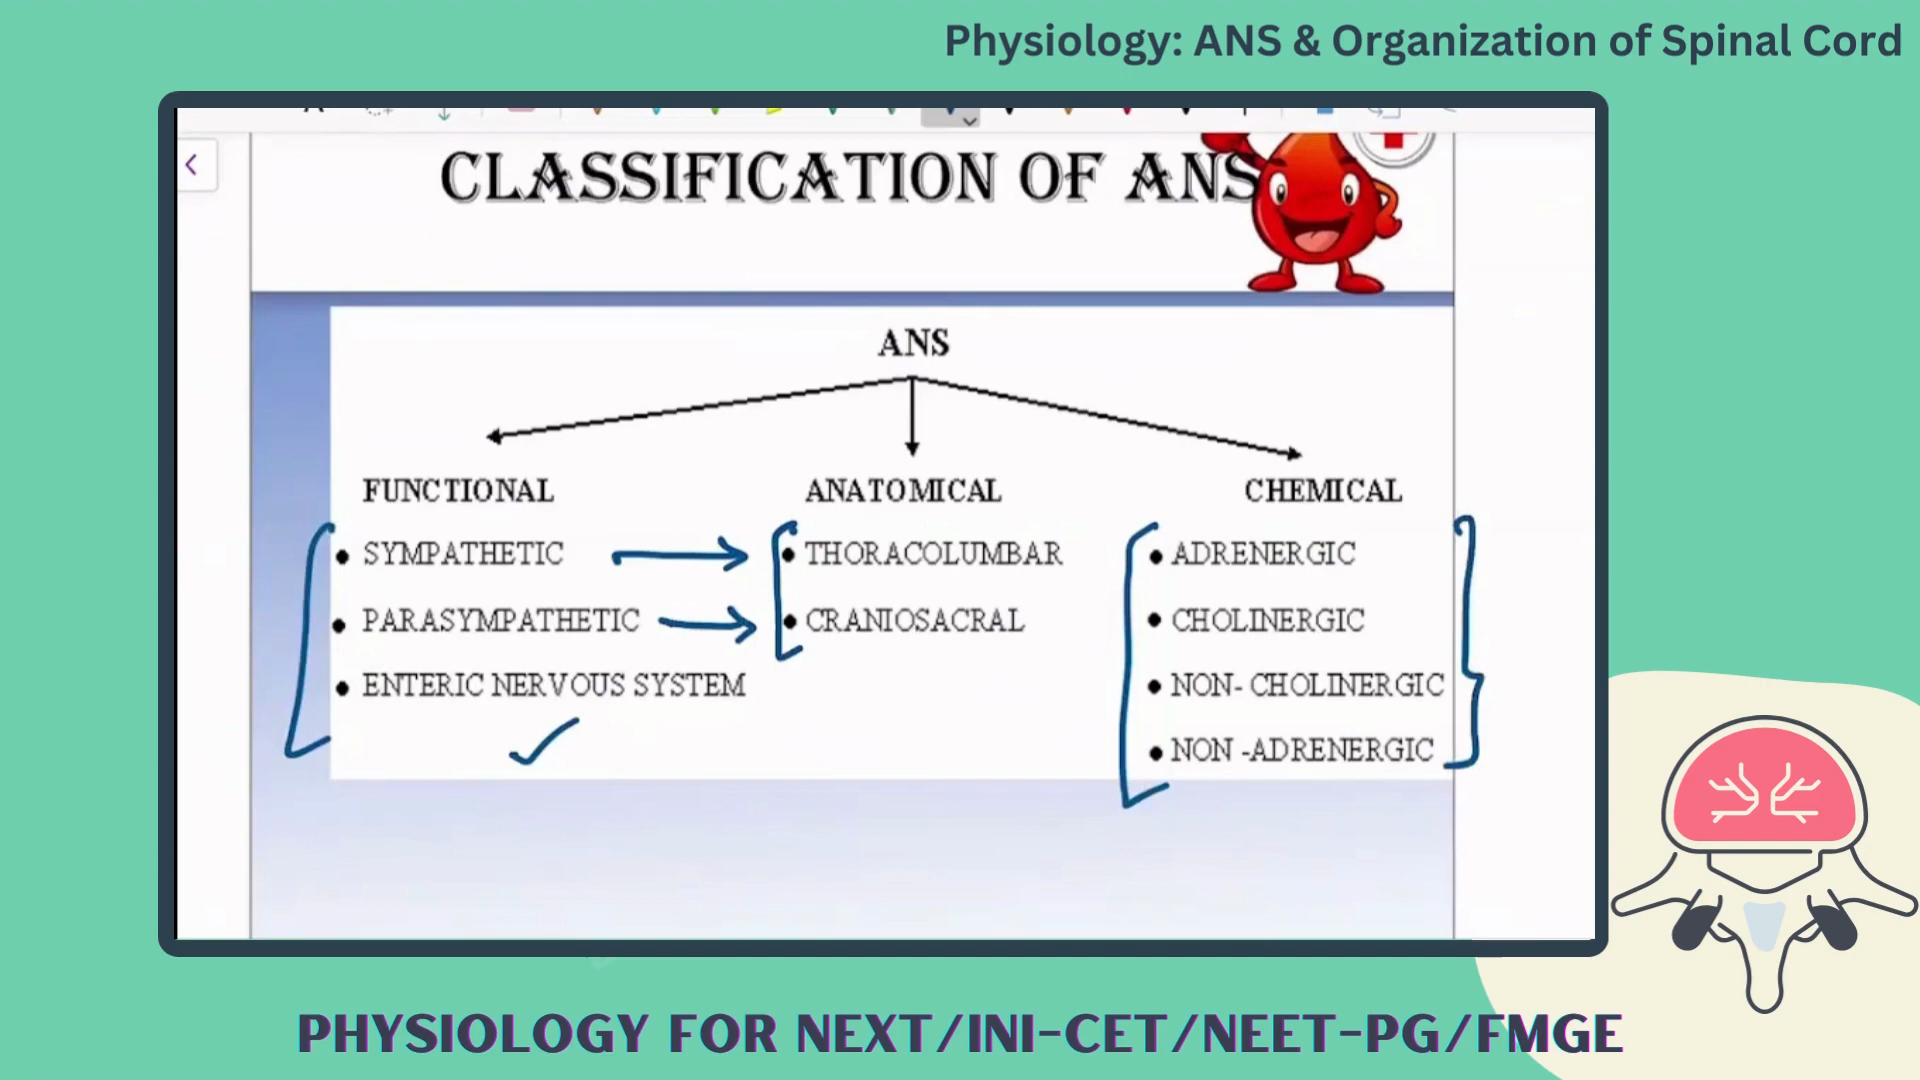 Physiology: ANS & Organization of Spinal Cord
CLASSIFICATION OF ANS
ANS
FUNCTIONAL
SYMPATHETIC
PARASYMPATHETIC
ENTERIC NERVOUS SYSTEM
ANATOMICAL
THORACOLUMBAR
CRANIOSACRAL
CHEMICAL
ADRENERGIC
CHOLINERGIC
NON- CHOLINERGIC
NON -ADRENERGIC
PHYSIOLOGY FOR NEXT/INI-CET/NEET-PG/FMGE